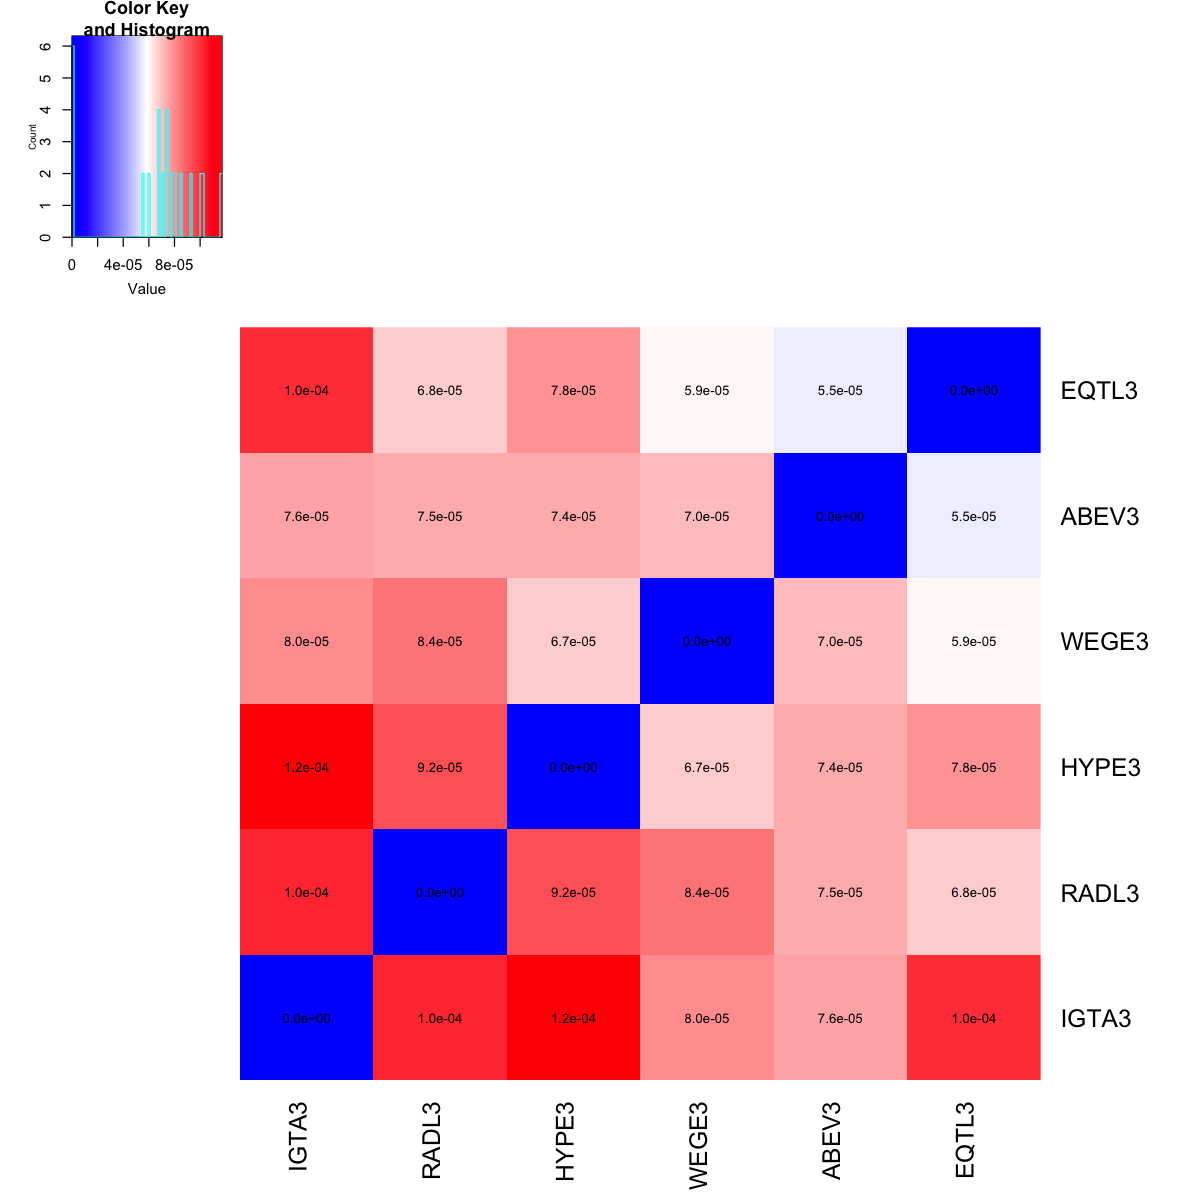 Color Key
and Histogram
6
5
4
3
2
1
0
Count
0 4e-05 8e-05
Value
1.0e-04 6.8e-05 7.8e-05 5.9e-05 5.5e-05 0.0e+00 EQTL3
7.6e-05 7.5e-05 7.4e-05 7.0e-05 0.0e+00 5.5e-05 ABEV3
8.0e-05 8.4e-05 6.7e-05 0.0e+00 7.0e-05 5.9e-05 WEGE3
1.2e-04 9.2e-05 0.0e+00 6.7e-05 7.4e-05 7.8e-05 HYPE3
1.0e-04 0.0e+00 9.2e-05 8.4e-05 7.5e-05 6.8e-05 RADL3
0.0e+00 1.0e-04 1.2e-04 8.0e-05 7.6e-05 1.0e-04 IGTA3
IGTA3 RADL3 HYPE3 WEGE3 ABEV3 EQTL3